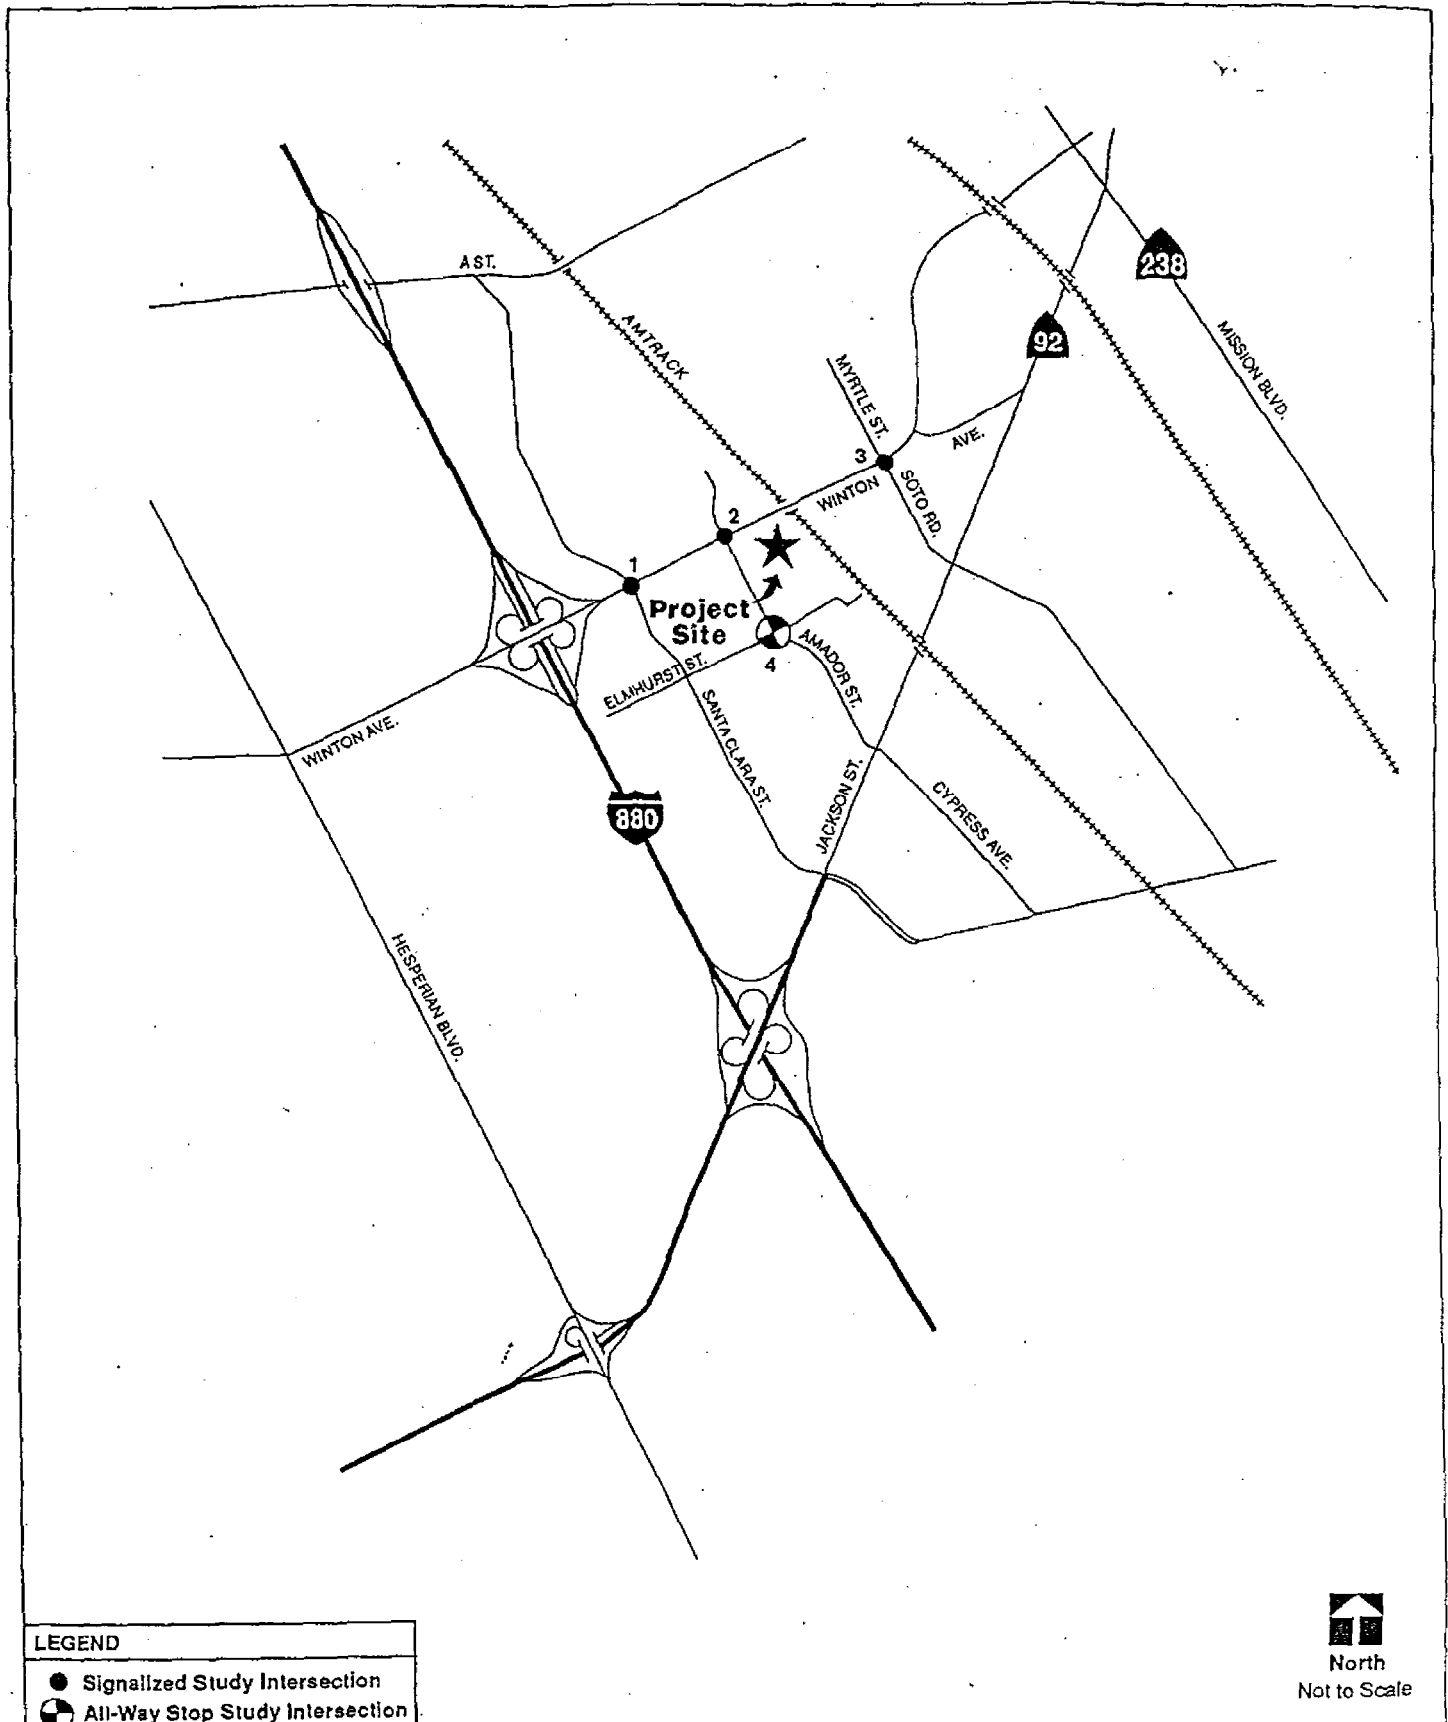 A ST.
AMTRACK
238
92
MISSION BLVD.
MYRTLE ST.
3
AVE.
WINTON
SOTO RD.
2
1
Project
Site
4
ELMHURST ST.
AMADOR ST.
SANTA CLARA ST.
WINTON AVE.
880
JACKSON ST.
CYPRESS AVE.
HESPERIAN BLVD.
LEGEND
Signalized Study Intersection
All-Way Stop Study Intersection
North
Not to Scale